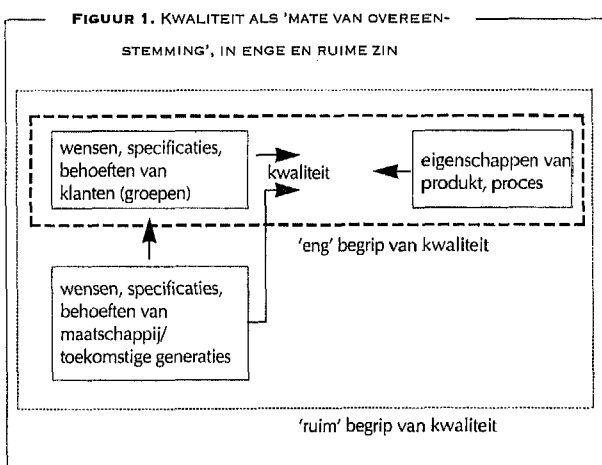 FIGUUR 1. KWALITEIT ALS 'MATE VAN OVEREEN-
STEMMING', IN ENGE EN RUIME ZIN
wensen, specificaties,
behoeften van
klanten (groepen)
kwaliteit
eigenschappen van
produkt, proces
'eng' begrip van kwaliteit
wensen, specificaties,
behoeften van
maatschappij/
toekomstige generaties
'ruim' begrip van kwaliteit